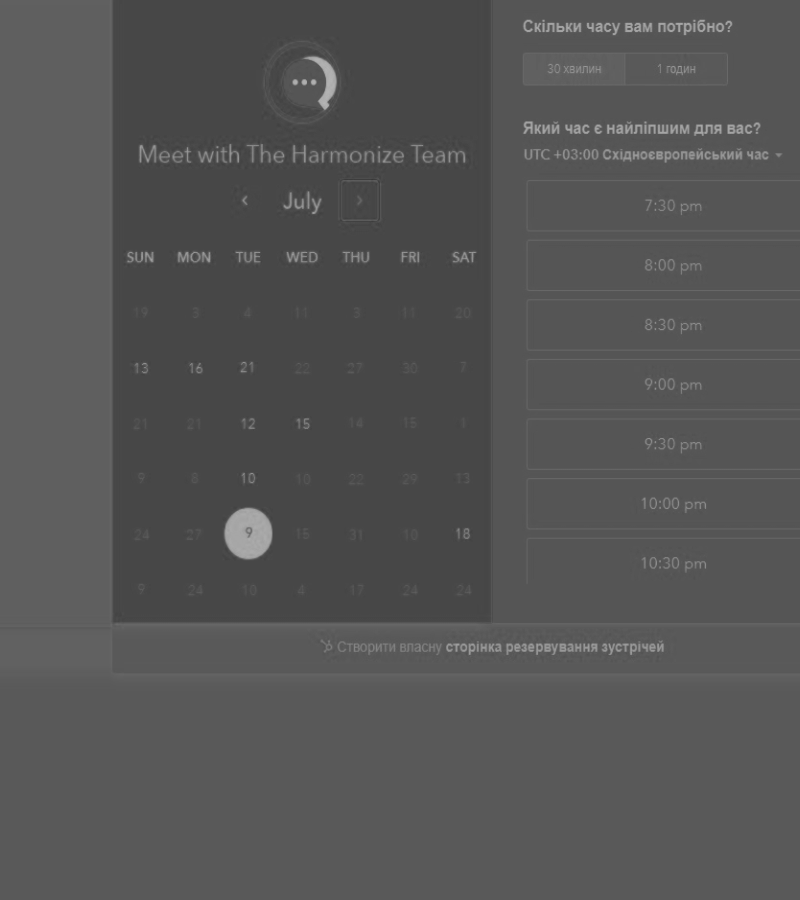 Meet with The Harmonize Team
‹ July ›
SUN MON TUE WED THU FRI SAT
19 3 4 11 3 11 20
13 16 21 22 27 30 7
21 21 12 15 14 15 1
9 8 10 10 22 29 13
24 27 9 15 31 10 18
9 24 10 4 17 24 24
Скільки часу вам потрібно?
30 хвилин 1 годин
Який час є найліпшим для вас?
UTC +03:00 Східноєвропейський час
7:30 pm
8:00 pm
8:30 pm
9:00 pm
9:30 pm
10:00 pm
10:30 pm
Створити власну сторінка резервування зустрічей